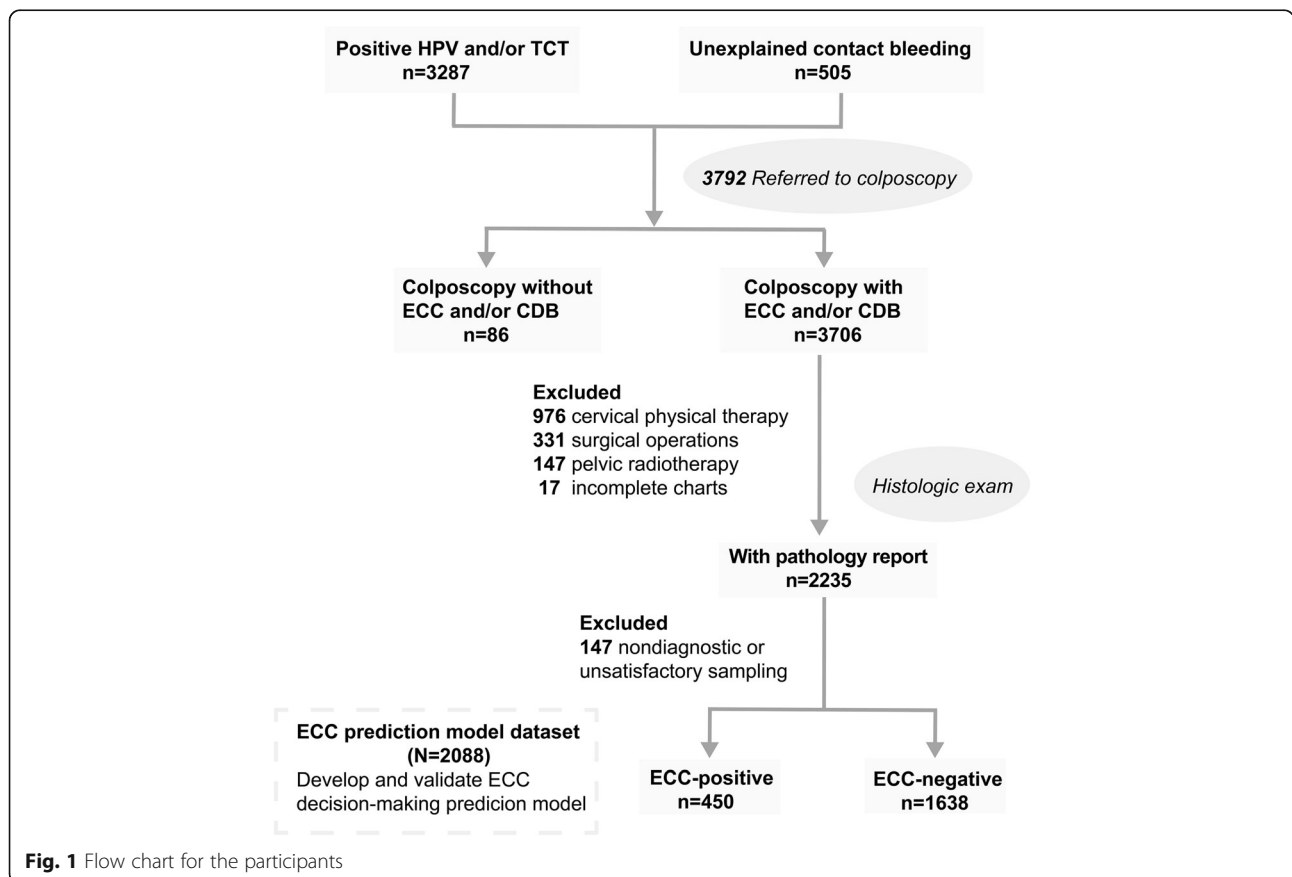 Positive HPV and/or TCT
n=3287
Unexplained contact bleeding
n=505
3792 Referred to colposcopy
Colposcopy without
ECC and/or CDB
n=86
Colposcopy with
ECC and/or CDB
n=3706
Excluded
976 cervical physical therapy
331 surgical operations
147 pelvic radiotherapy
17 incomplete charts
Histologic exam
With pathology report
n=2235
Excluded
147 nondiagnostic or
unsatisfactory sampling
ECC prediction model dataset
(N=2088)
Develop and validate ECC
decision-making predicion model
ECC-positive
n=450
ECC-negative
n=1638
Fig. 1 Flow chart for the participants